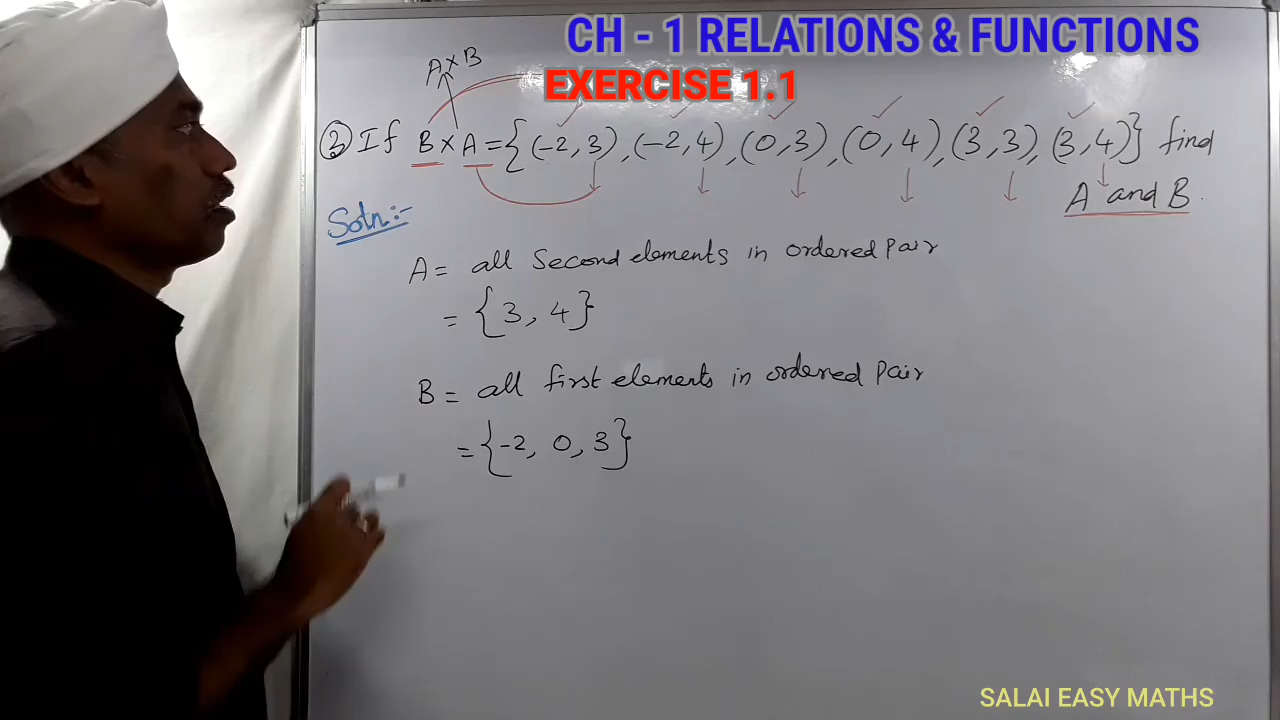 CH - 1 RELATIONS & FUNCTIONS
A×B
EXERCISE 1.1
③ If B×A = {(-2,3), (-2,4), (0,3), (0,4), (3,3), (3,4)} find
A and B.
Soln:-
A = all Second elements in ordered Pair
= {3, 4}
B = all first elements in ordered Pair
= {-2, 0, 3}
SALAI EASY MATHS